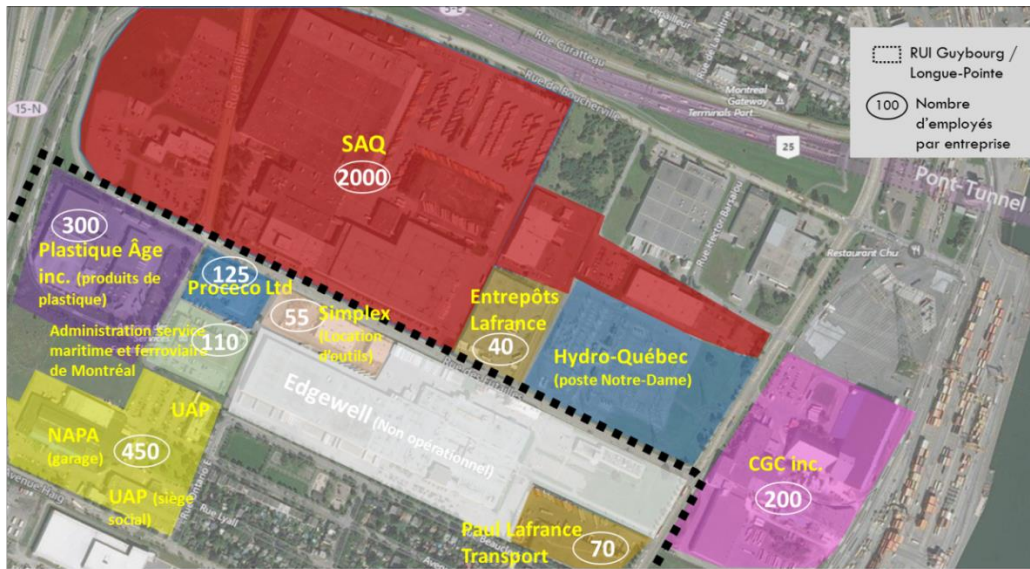 RUI Guybourg /
Longue-Pointe
100
Nombre
d'employés
par entreprise
15-N
Rue Curatteau
Rue de Boucherville
Rue Tellier
Montreal
Gateway
Terminals Part...
25
Pont-Tunnel
Rue Hector Barsalou
Restaurant Chu
SAQ
2000
300
Plastique Âge
inc. (produits de
plastique)
125
Proceco Ltd
55
Simplex
(Location
d'outils)
Entrepôts
Lafrance
40
Hydro-Québec
(poste Notre-Dame)
Administration service
maritime et ferroviaire
de Montréal
110
Edgewell (Non opérationnel)
UAP
NAPA
(garage)
450
UAP (siège
social)
CGC inc.
200
Paul Lafrance
Transport
70
Avenue Haig
Rue Lyall